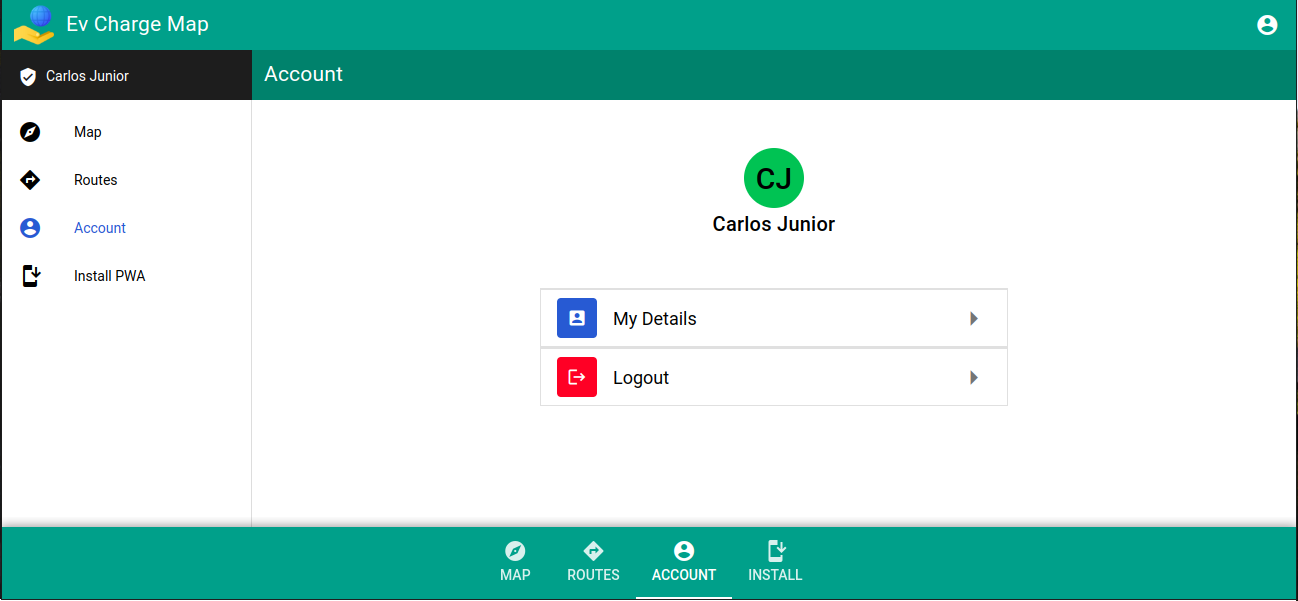 Ev Charge Map
Carlos Junior
Account
Map
Routes
Account
Install PWA
CJ
Carlos Junior
My Details
Logout
MAP
ROUTES
ACCOUNT
INSTALL